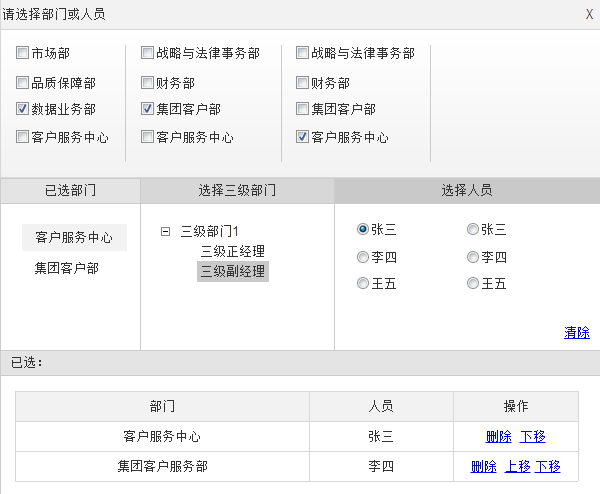 请选择部门或人员 X
市场部 战略与法律事务部 战略与法律事务部
品质保障部 财务部 财务部
数据业务部 集团客户部 集团客户部
客户服务中心 客户服务中心 客户服务中心
已选部门 选择三级部门 选择人员
客户服务中心 三级部门1 张三 张三
三级正经理 李四 李四
集团客户部 三级副经理
王五 王五
清除
已选：
部门 人员 操作
客户服务中心 张三 删除 下移
集团客户服务部 李四 删除 上移 下移